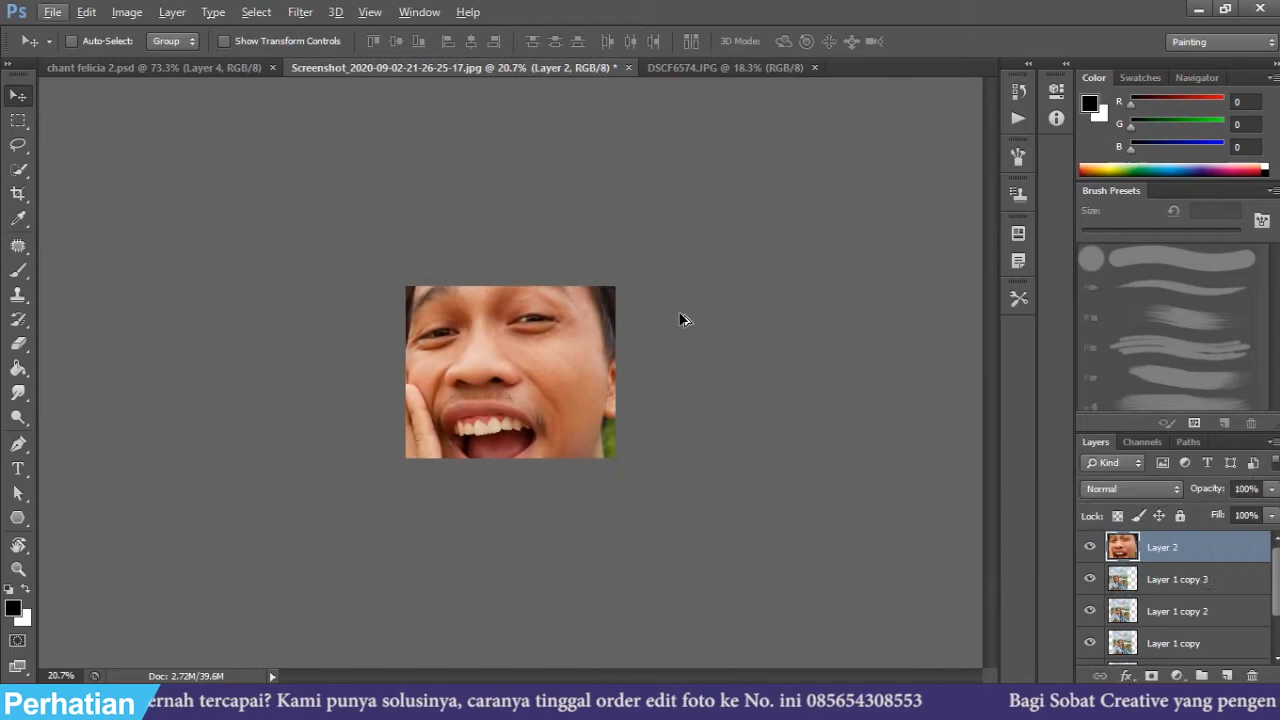 Ps File Edit Image Layer Type Select Filter 3D View Window Help
Auto-Select: Group Show Transform Controls 3D Mode: Painting
chant felicia 2.psd @ 73.3% (Layer 4, RGB/8) × Screenshot_2020-09-02-21-26-25-17.jpg @ 20.7% (Layer 2, RGB/8) * × DSCF6574.JPG @ 18.3% (RGB/8) ×
Color Swatches Navigator
R 0
G 0
B 0
Brush Presets
Size:
Layers Channels Paths
Kind
Normal Opacity: 100%
Lock: Fill: 100%
Layer 2
Layer 1 copy 3
Layer 1 copy 2
Layer 1 copy
20.7% Doc: 2.72M/39.6M
Perhatian ernah tercapai? Kami punya solusinya, caranya tinggal order edit foto ke No. ini 085654308553 Bagi Sobat Creative yang pengen